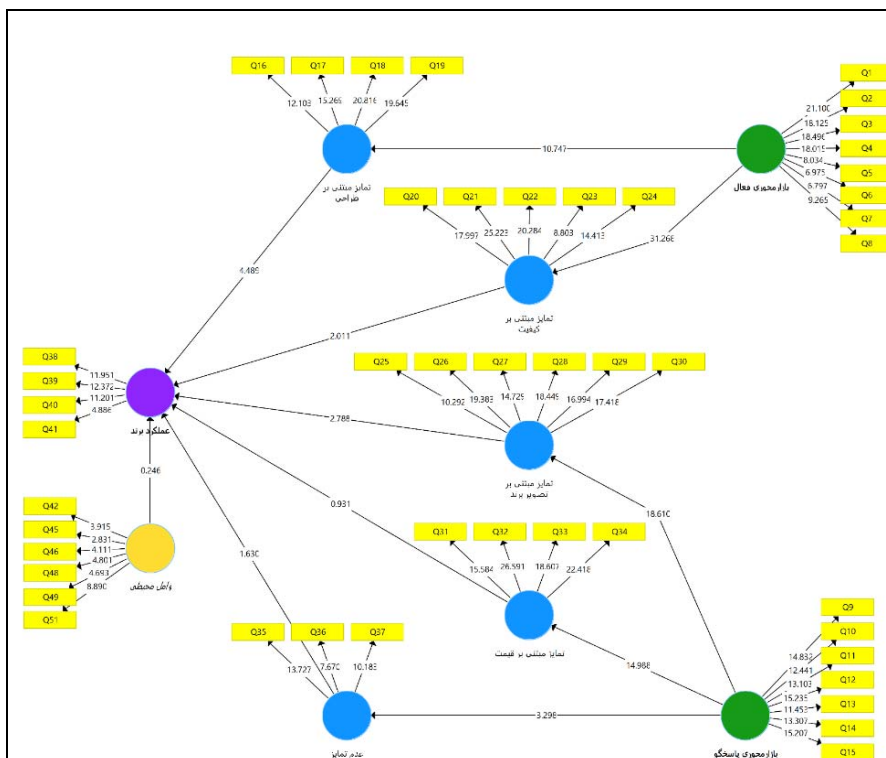 Q16
Q17
Q18
Q19
12.103
15.269
20.816
19.645
تمایز مبتنی بر
طراحی
10.747
Q1
Q2
Q3
Q4
Q5
Q6
Q7
Q8
21.100
18.125
18.496
18.015
8.034
6.975
6.797
9.265
بازارمحوری فعال
Q20
Q21
Q22
Q23
Q24
17.997
25.223
20.284
8.803
14.413
31.266
تمایز مبتنی بر
کیفیت
4.489
2.011
Q38
Q39
Q40
Q41
11.951
12.372
11.201
4.886
عملکرد برند
Q25
Q26
Q27
Q28
Q29
Q30
10.292
19.383
14.729
18.449
16.994
17.418
تمایز مبتنی بر
تصویر برند
2.788
0.246
0.931
1.630
18.610
Q42
Q45
Q46
Q48
Q49
Q51
3.915
2.831
4.111
4.801
4.693
8.890
وامل محیطی
Q31
Q32
Q33
Q34
15.584
26.591
18.607
22.418
تمایز مبتنی بر قیمت
14.988
Q35
Q36
Q37
13.727
7.670
10.183
عدم تمایز
3.298
Q9
Q10
Q11
Q12
Q13
Q14
Q15
14.832
12.441
13.103
15.235
11.453
13.307
15.207
بازارمحوری پاسخگو